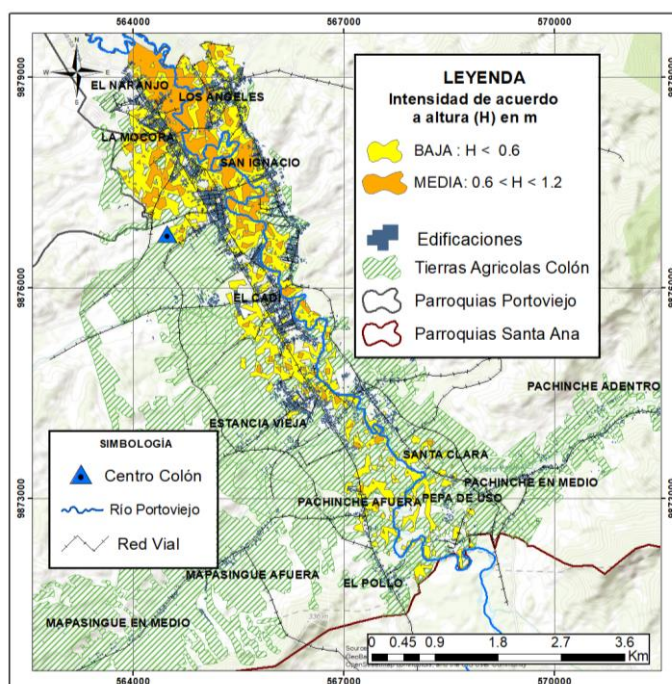 564000 567000 570000
9879000
9879000
N
W E
S
EL NARANJO
LOS ANGELES
LA MOCORA
SAN IGNACIO
LEYENDA
Intensidad de acuerdo
a altura (H) en m
BAJA : H < 0.6
MEDIA: 0.6 < H < 1.2
Edificaciones
Tierras Agricolas Colón
Parroquias Portoviejo
Parroquias Santa Ana
9876000
9876000
EL CADI
PACHINCHE ADENTRO
ESTANCIA VIEJA
SANTA CLARA
PACHINCHE EN MEDIO
PACHINCHE AFUERA
PEPA DE USO
SIMBOLOGÍA
Centro Colón
Río Portoviejo
Red Vial
9873000
9873000
MAPASINGUE AFUERA
EL POLLO
MAPASINGUE EN MEDIO
0 0.45 0.9 1.8 2.7 3.6
Km
564000 567000 570000